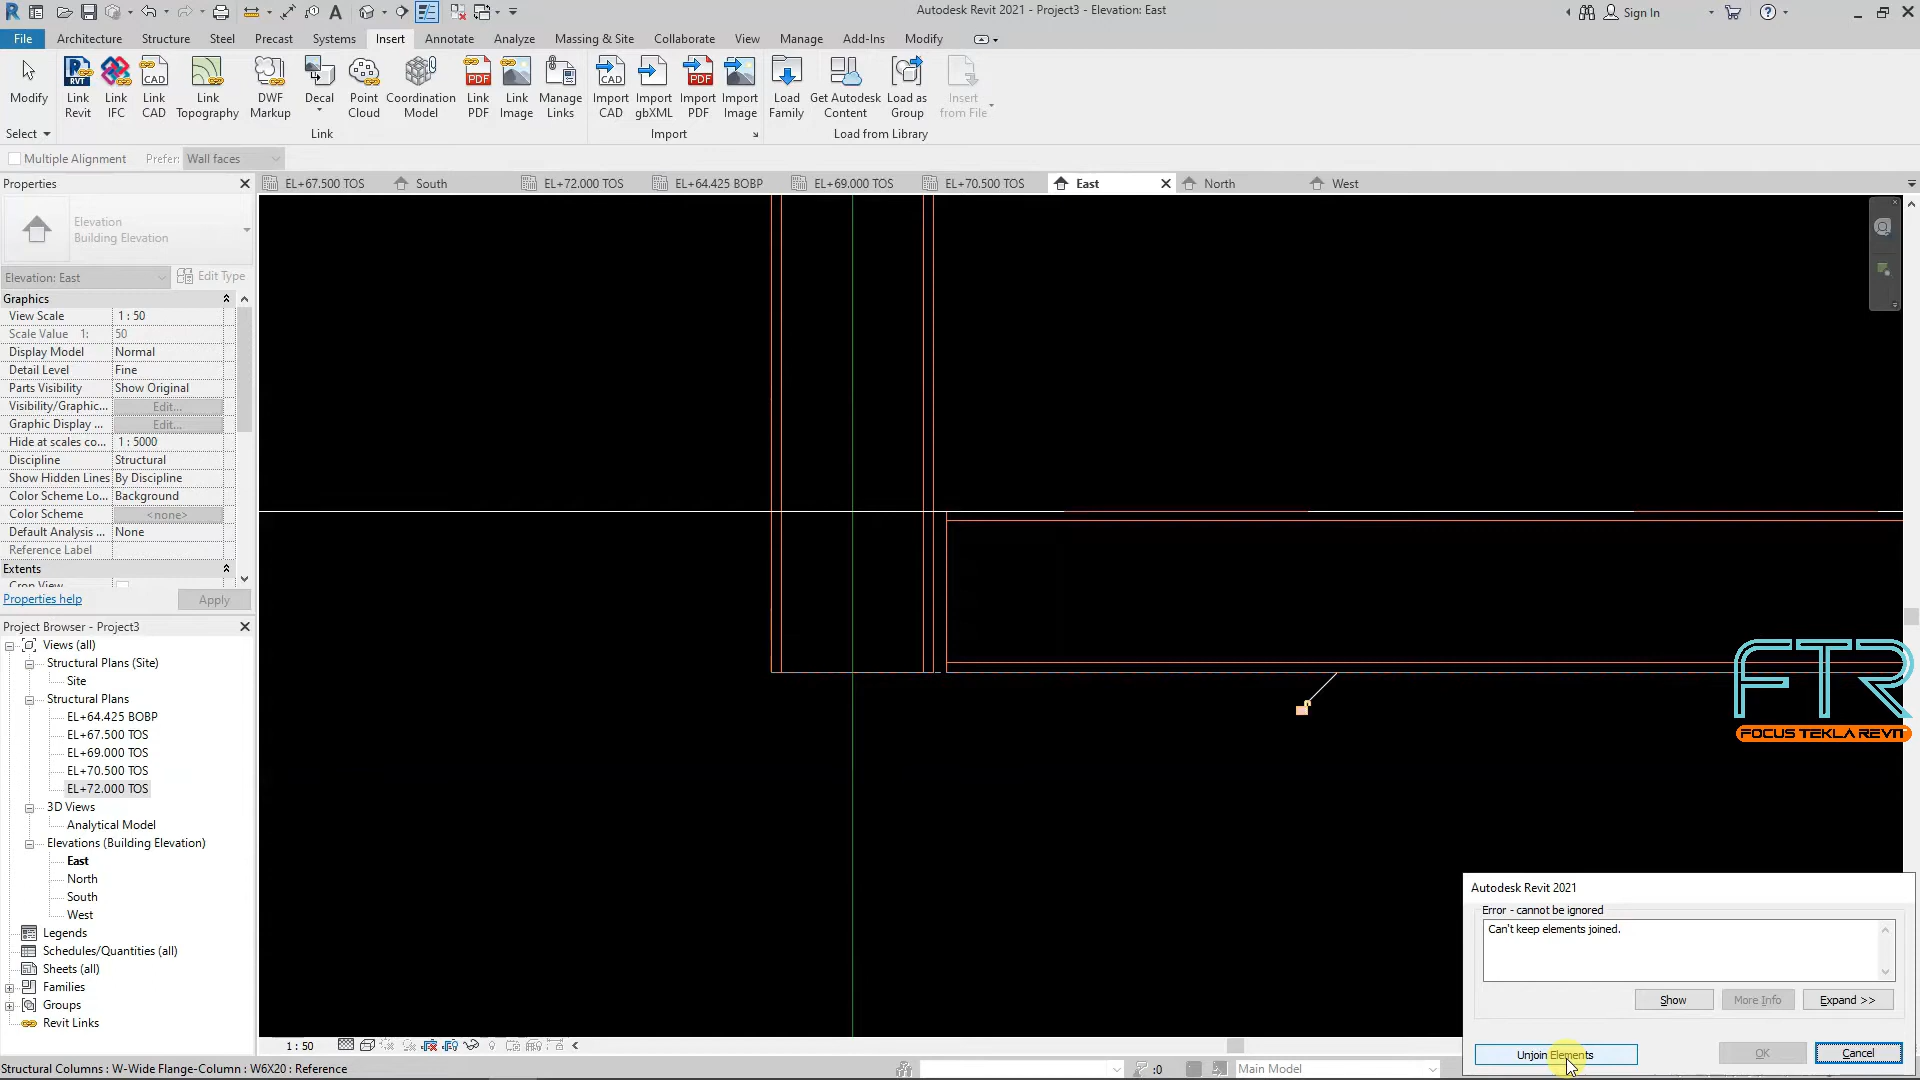 Autodesk Revit 2021 - Project3 - Elevation: East
Sign In
File Architecture Structure Steel Precast Systems Insert Annotate Analyze Massing & Site Collaborate View Manage Add-Ins Modify
Modify
Link Revit
Link IFC
Link CAD
Link Topography
DWF Markup
Decal
Point Cloud
Coordination Model
Link PDF
Link Image
Manage Links
Import CAD
Import gbXML
Import PDF
Import Image
Load Family
Get Autodesk Content
Load as Group
Insert from File
Select
Link
Import
Load from Library
Multiple Alignment Prefer: Wall faces
Properties
EL+67.500 TOS South EL+72.000 TOS EL+64.425 BOBP EL+69.000 TOS EL+70.500 TOS East North West
Elevation
Building Elevation
Elevation: East Edit Type
Graphics
View Scale 1 : 50
Scale Value 1: 50
Display Model Normal
Detail Level Fine
Parts Visibility Show Original
Visibility/Graphic... Edit...
Graphic Display ... Edit...
Hide at scales co... 1 : 5000
Discipline Structural
Show Hidden Lines By Discipline
Color Scheme Lo... Background
Color Scheme <none>
Default Analysis ... None
Reference Label
Extents
Crop View
Properties help Apply
Project Browser - Project3
Views (all)
Structural Plans (Site)
Site
Structural Plans
EL+64.425 BOBP
EL+67.500 TOS
EL+69.000 TOS
EL+70.500 TOS
EL+72.000 TOS
3D Views
Analytical Model
Elevations (Building Elevation)
East
North
South
West
Legends
Schedules/Quantities (all)
Sheets (all)
Families
Groups
Revit Links
FTR
FOCUS TEKLA REVIT
Autodesk Revit 2021
Error - cannot be ignored
Can't keep elements joined.
Show More Info Expand >>
Unjoin Elements OK Cancel
1 : 50
Structural Columns : W-Wide Flange-Column : W6X20 : Reference
:0 Main Model